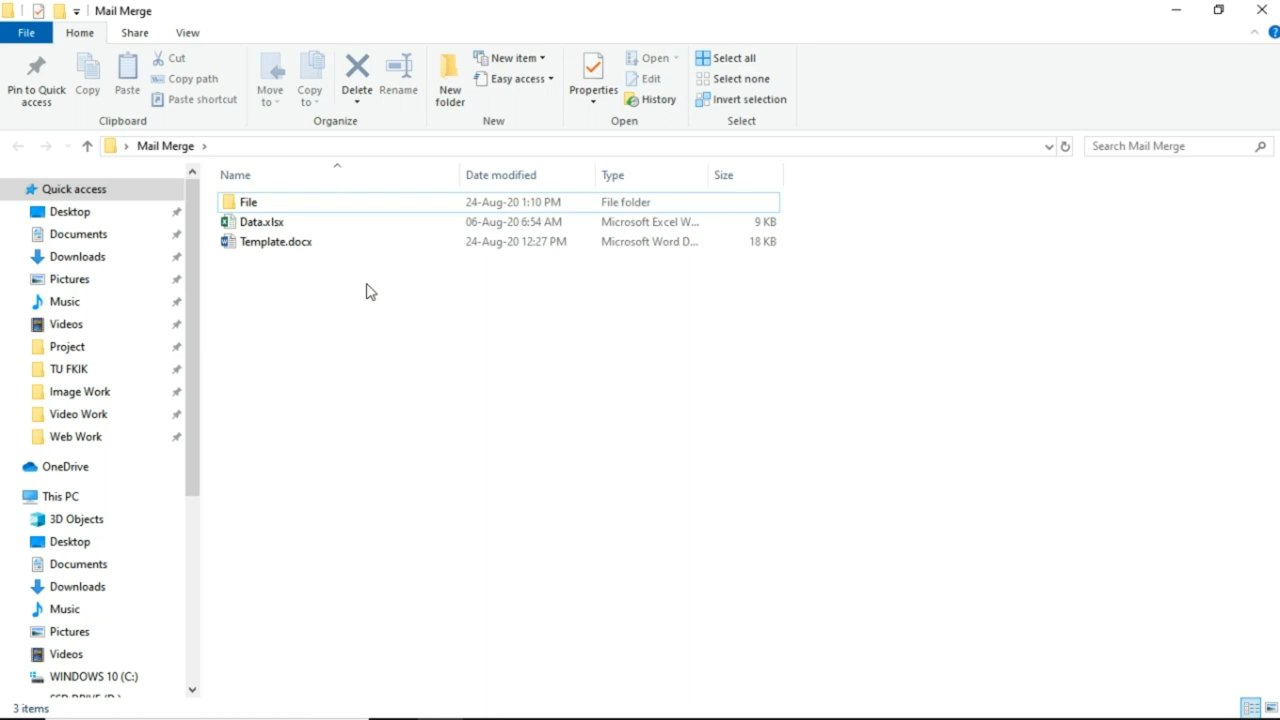 Mail Merge
File Home Share View
Pin to Quick access
Copy
Paste
Cut
Copy path
Paste shortcut
Clipboard
Move to
Copy to
Delete
Rename
Organize
New folder
New item
Easy access
New
Properties
Open
Edit
History
Open
Select all
Select none
Invert selection
Select
Mail Merge
Search Mail Merge
Name Date modified Type Size
File 24-Aug-20 1:10 PM File folder
Data.xlsx 06-Aug-20 6:54 AM Microsoft Excel W... 9 KB
Template.docx 24-Aug-20 12:27 PM Microsoft Word D... 18 KB
Quick access
Desktop
Documents
Downloads
Pictures
Music
Videos
Project
TU FKIK
Image Work
Video Work
Web Work
OneDrive
This PC
3D Objects
Desktop
Documents
Downloads
Music
Pictures
Videos
WINDOWS 10 (C:)
3 items